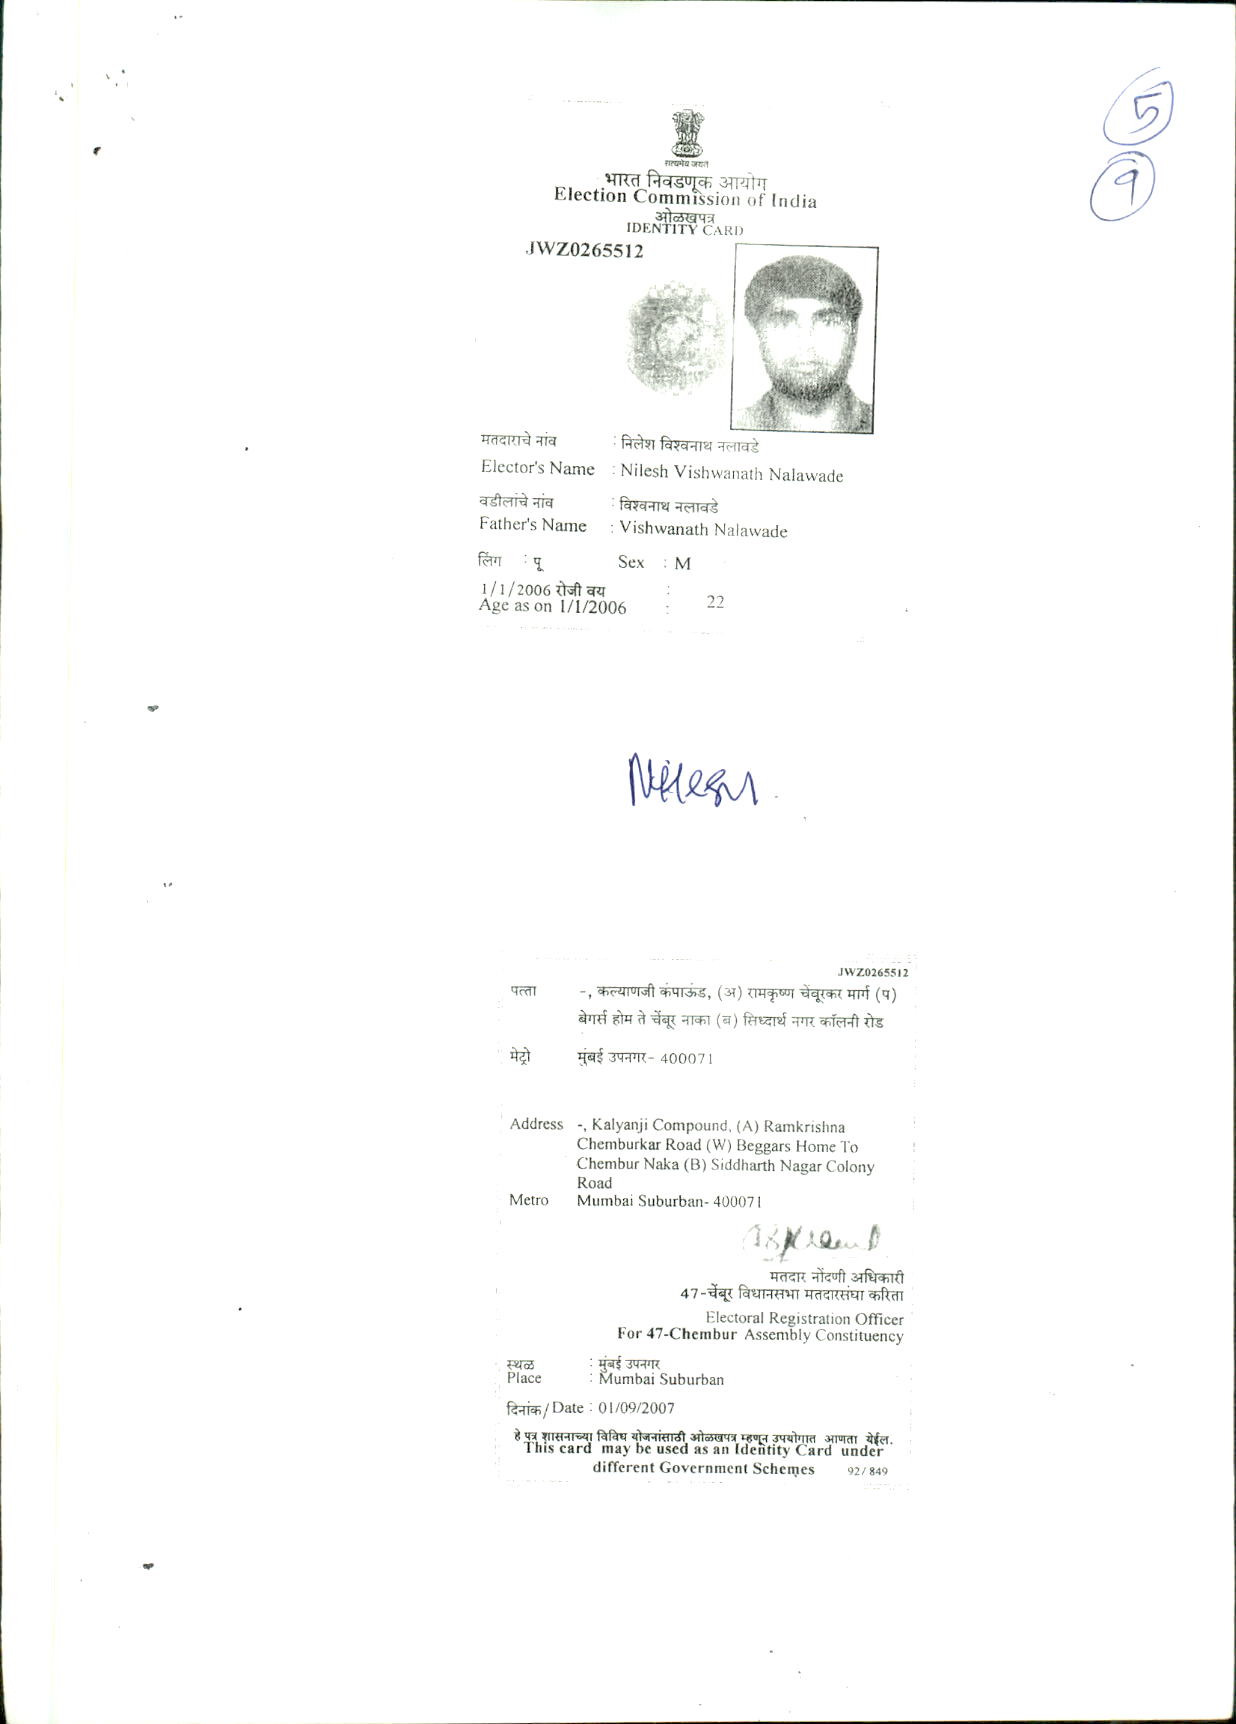 5
9
सत्यमेव जयते
भारत निवडणूक आयोग
Election Commission of India
ओळखपत्र
IDENTITY CARD
JWZ0265512
मतदाराचे नांव : निलेश विश्वनाथ नलावडे
Elector's Name : Nilesh Vishwanath Nalawade
वडीलांचे नांव : विश्वनाथ नलावडे
Father's Name : Vishwanath Nalawade
लिंग : पू Sex : M
1/1/2006 रोजी वय :
Age as on 1/1/2006 : 22
Nilesh
JWZ0265512
पत्ता -, कल्याणजी कंपाऊंड, (अ) रामकृष्ण चेंबूरकर मार्ग (प)
बेगर्स होम ते चेंबूर नाका (ब) सिध्दार्थ नगर कॉलनी रोड
मेट्रो मुंबई उपनगर- 400071
Address -, Kalyanji Compound, (A) Ramkrishna
Chemburkar Road (W) Beggars Home To
Chembur Naka (B) Siddharth Nagar Colony
Road
Metro Mumbai Suburban- 400071
मतदार नोंदणी अधिकारी
47-चेंबूर विधानसभा मतदारसंघा करिता
Electoral Registration Officer
For 47-Chembur Assembly Constituency
स्थळ : मुंबई उपनगर
Place : Mumbai Suburban
दिनांक/Date : 01/09/2007
हे पत्र शासनाच्या विविध योजनांसाठी ओळखपत्र म्हणून उपयोगात आणता येईल.
This card may be used as an Identity Card under
different Government Schemes 92/849